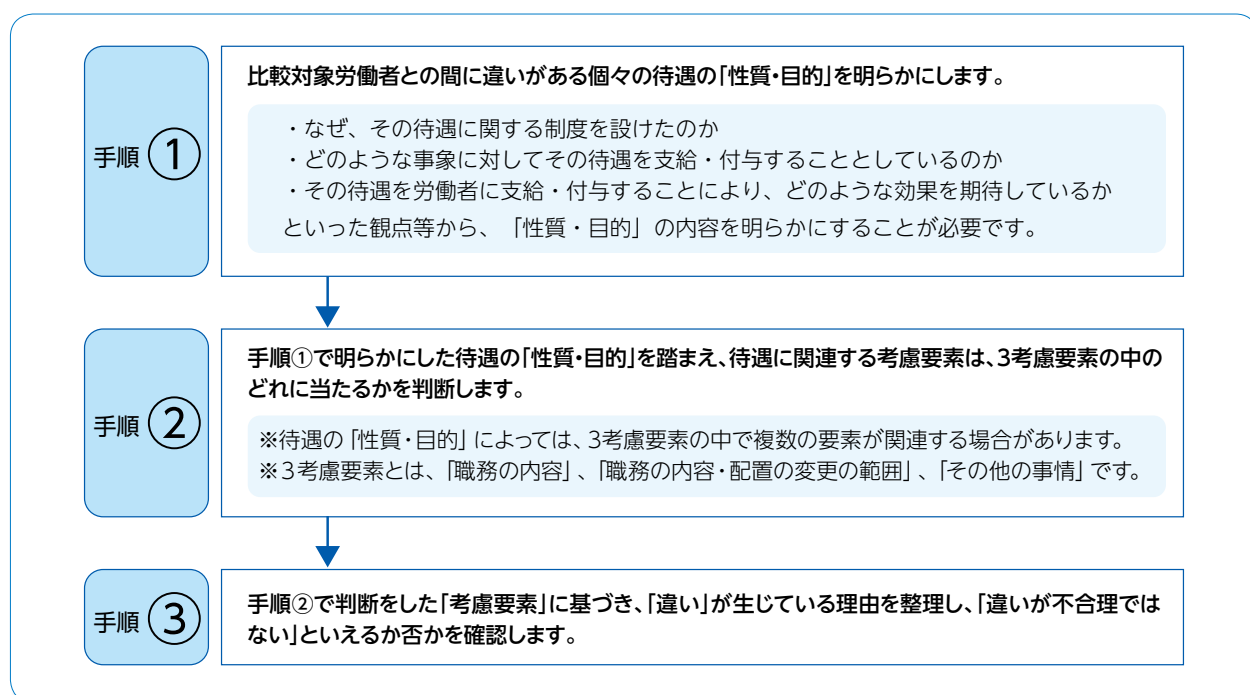 手順①
比較対象労働者との間に違いがある個々の待遇の「性質・目的」を明らかにします。
・なぜ、その待遇に関する制度を設けたのか
・どのような事象に対してその待遇を支給・付与することとしているのか
・その待遇を労働者に支給・付与することにより、どのような効果を期待しているか
といった観点等から、「性質・目的」の内容を明らかにすることが必要です。
手順②
手順①で明らかにした待遇の「性質・目的」を踏まえ、待遇に関連する考慮要素は、3考慮要素の中の
どれに当たるかを判断します。
※待遇の「性質・目的」によっては、3考慮要素の中で複数の要素が関連する場合があります。
※3考慮要素とは、「職務の内容」、「職務の内容・配置の変更の範囲」、「その他の事情」です。
手順③
手順②で判断をした「考慮要素」に基づき、「違い」が生じている理由を整理し、「違いが不合理では
ない」といえるか否かを確認します。